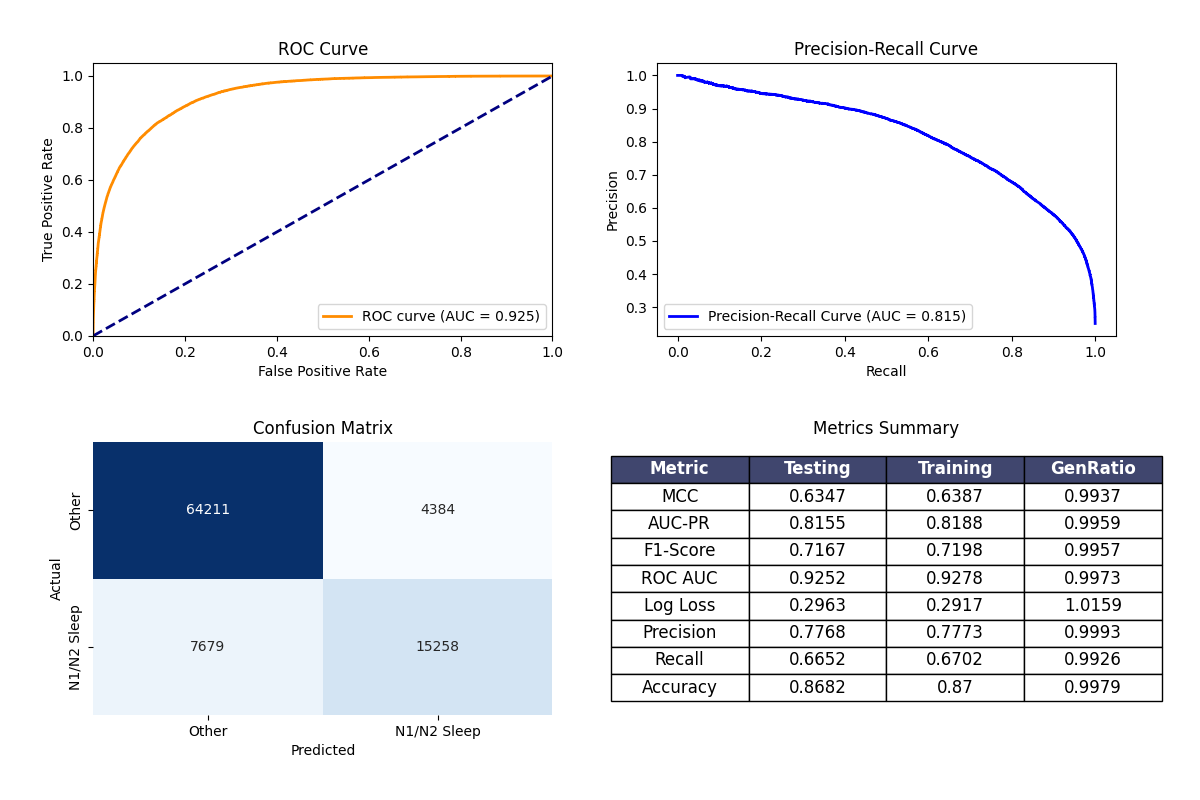 ROC Curve
True Positive Rate
1.0
0.8
0.6
0.4
0.2
0.0
0.0 0.2 0.4 0.6 0.8 1.0
False Positive Rate
ROC curve (AUC = 0.925)
Precision-Recall Curve
Precision
1.0
0.9
0.8
0.7
0.6
0.5
0.4
0.3
0.0 0.2 0.4 0.6 0.8 1.0
Recall
Precision-Recall Curve (AUC = 0.815)
Confusion Matrix
Actual
Other
N1/N2 Sleep
64211 4384
7679 15258
Other N1/N2 Sleep
Predicted
Metrics Summary
Metric Testing Training GenRatio
MCC 0.6347 0.6387 0.9937
AUC-PR 0.8155 0.8188 0.9959
F1-Score 0.7167 0.7198 0.9957
ROC AUC 0.9252 0.9278 0.9973
Log Loss 0.2963 0.2917 1.0159
Precision 0.7768 0.7773 0.9993
Recall 0.6652 0.6702 0.9926
Accuracy 0.8682 0.87 0.9979